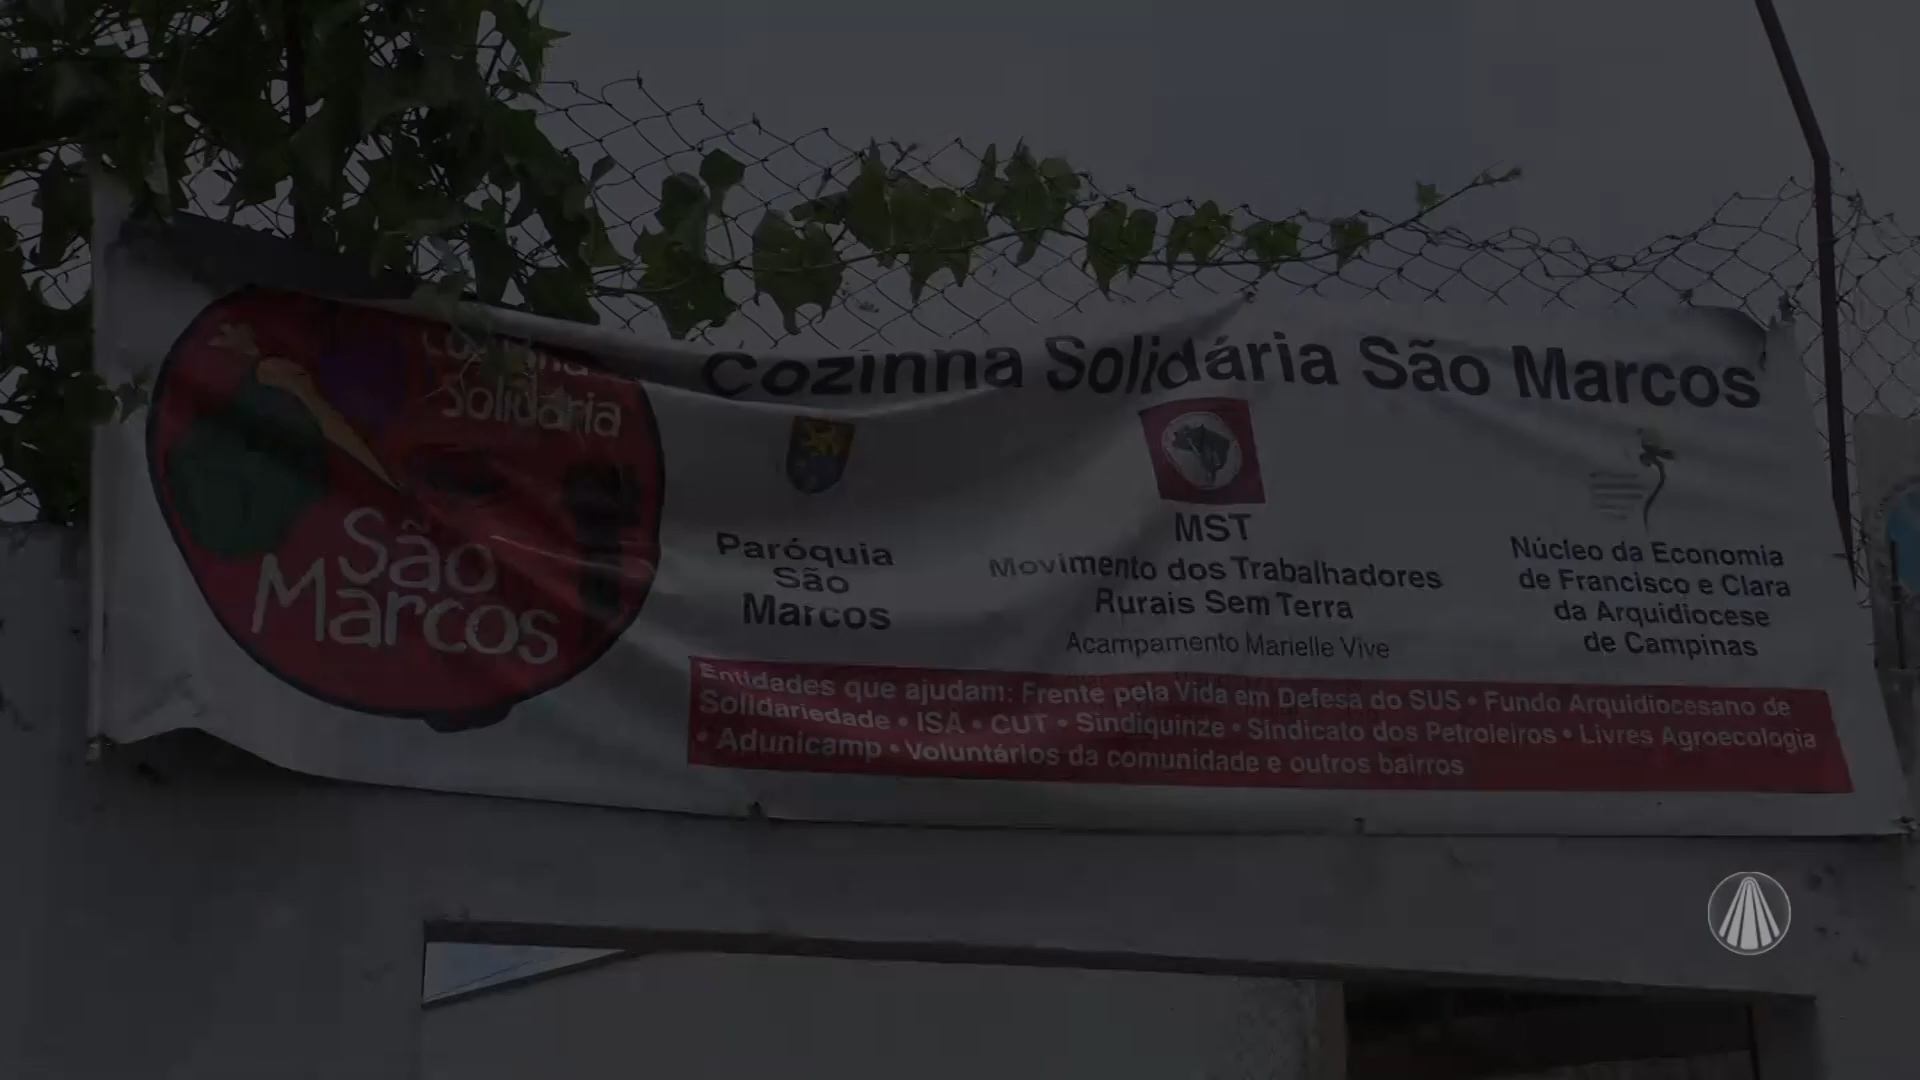 Cozinha Solidária São Marcos
Solidária
São
Marcos
Paróquia
São
Marcos
MST
Movimento dos Trabalhadores
Rurais Sem Terra
Acampamento Marielle Vive
Núcleo da Economia
de Francisco e Clara
da Arquidiocese
de Campinas
Entidades que ajudam: Frente pela Vida em Defesa do SUS • Fundo Arquidiocesano de
Solidariedade • ISA • CUT • Sindiquinze • Sindicato dos Petroleiros • Livres Agroecologia
• Adunicamp • Voluntários da comunidade e outros bairros